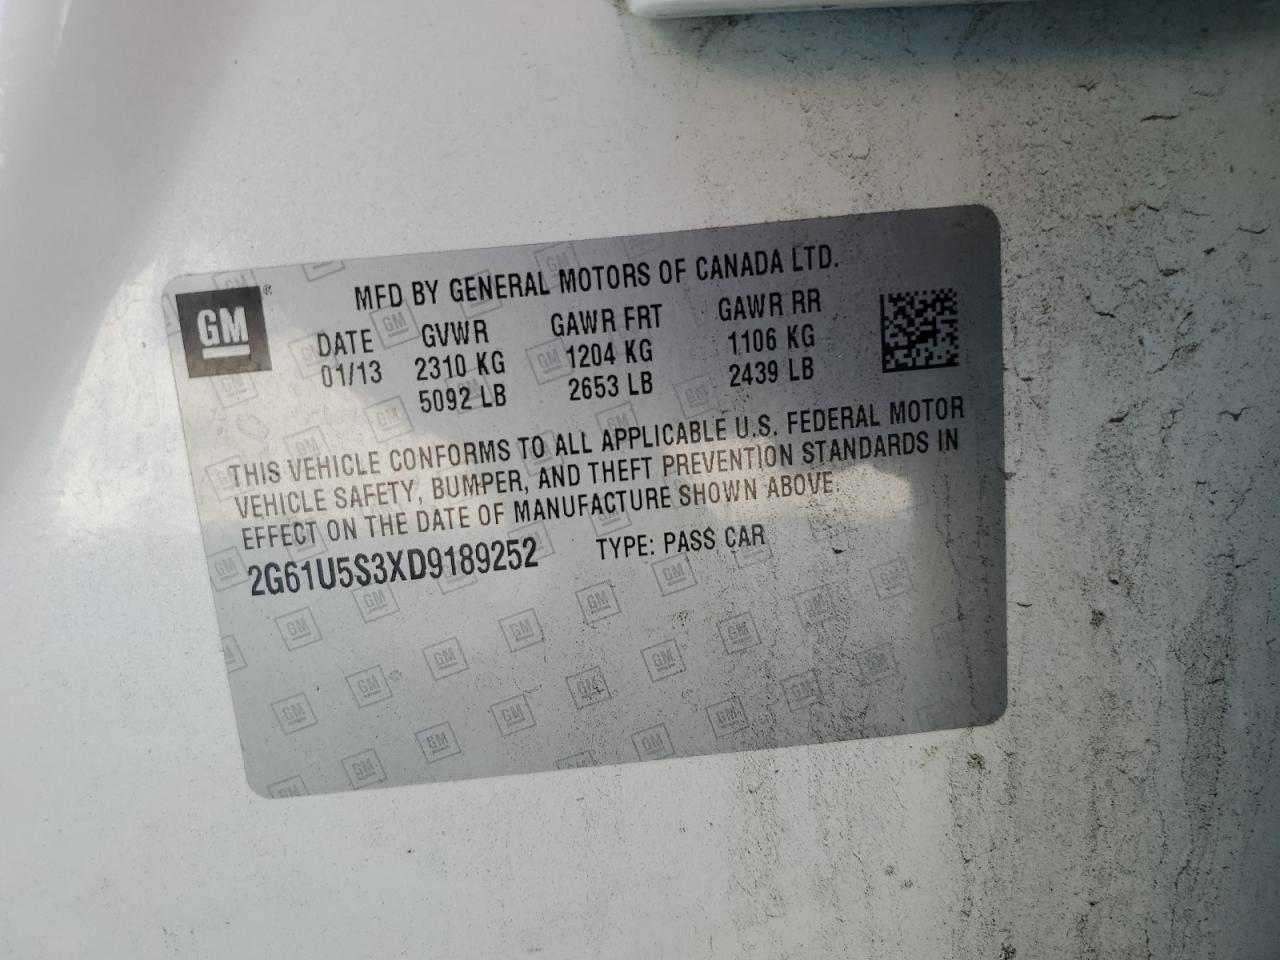 GM®
MFD BY GENERAL MOTORS OF CANADA LTD.
DATE GVWR GAWR FRT GAWR RR
01/13 2310 KG 1204 KG 1106 KG
5092 LB 2653 LB 2439 LB
THIS VEHICLE CONFORMS TO ALL APPLICABLE U.S. FEDERAL MOTOR
VEHICLE SAFETY, BUMPER, AND THEFT PREVENTION STANDARDS IN
EFFECT ON THE DATE OF MANUFACTURE SHOWN ABOVE.
2G61U5S3XD9189252 TYPE: PASS CAR